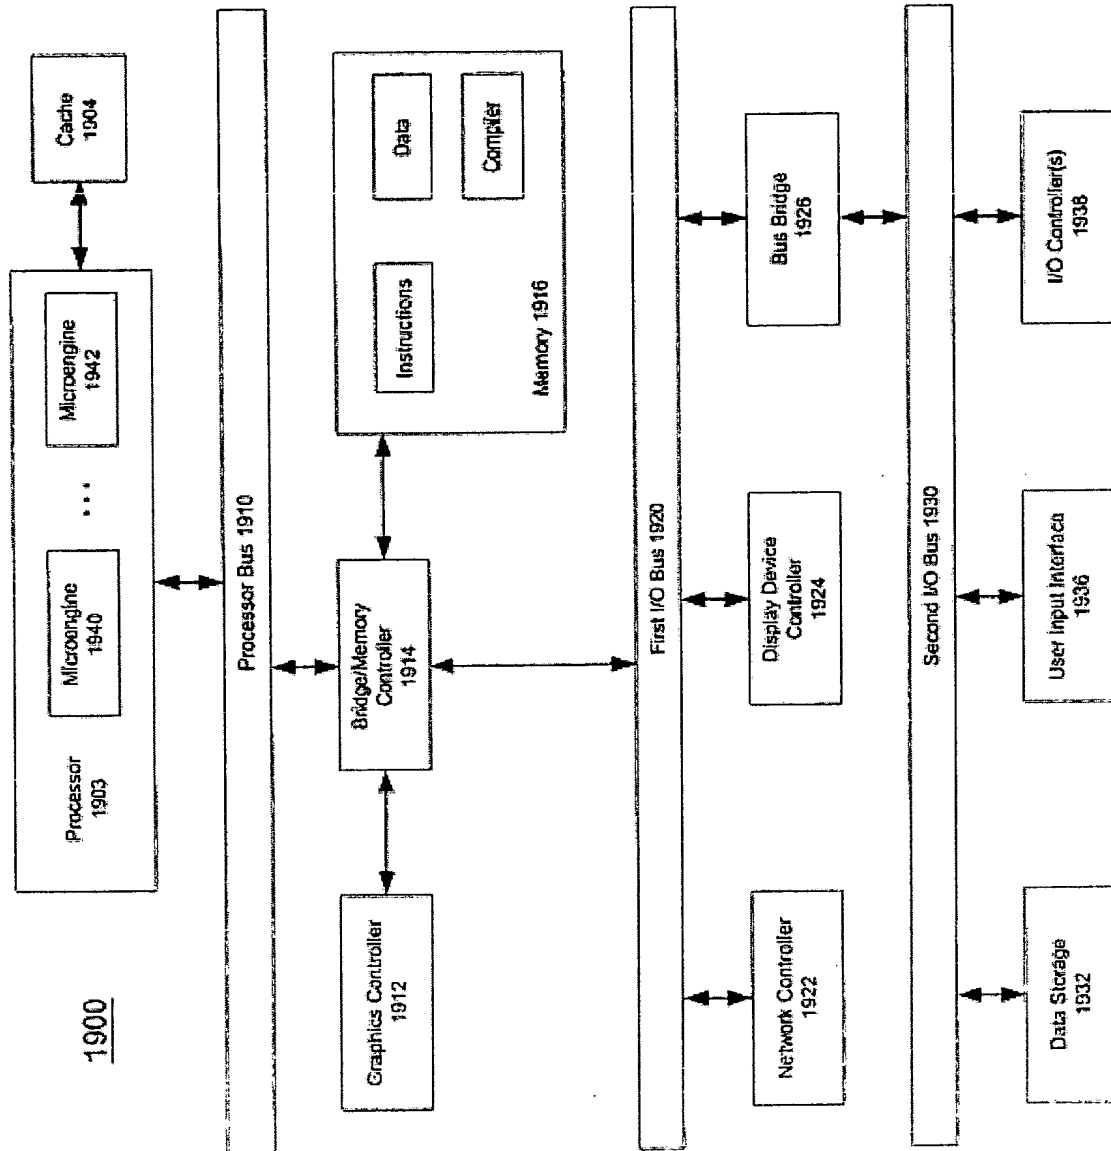 1900
Processor
1903
Microengine
1940
...
Microengine
1942
Cache
1904
Processor Bus 1910
Graphics Controller
1912
Bridge/Memory
Controller
1914
Instructions
Data
Compiler
Memory 1916
First I/O Bus 1920
Network Controller
1922
Display Device
Controller
1924
Bus Bridge
1926
Second I/O Bus 1930
Data Storage
1932
User Input Interface
1936
I/O Controller(s)
1938